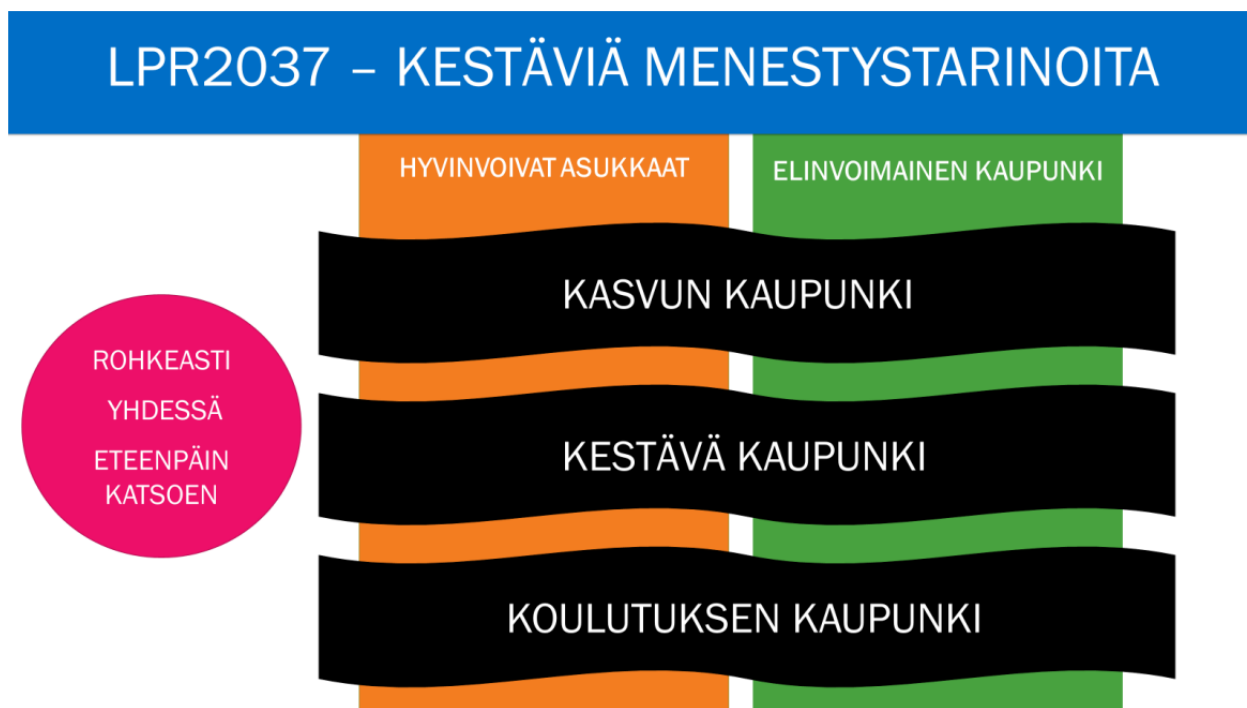 LPR2037 – KESTÄVIÄ MENESTYSTARINOITA
HYVINVOIVAT ASUKKAAT
ELINVOIMAINEN KAUPUNKI
KASVUN KAUPUNKI
ROHKEASTI
YHDESSÄ
ETEENPÄIN
KATSOEN
KESTÄVÄ KAUPUNKI
KOULUTUKSEN KAUPUNKI